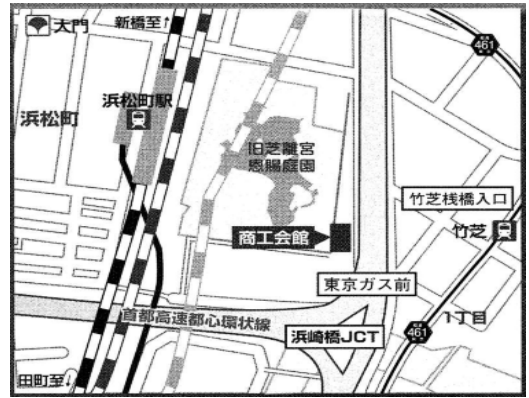 大門
新橋至↑
461
浜松町駅
浜松町
旧芝離宮
恩賜庭園
竹芝桟橋入口
竹芝
商工会館
東京ガス前
首都高速都心環状線
浜崎橋JCT
1丁目
461
田町至↓